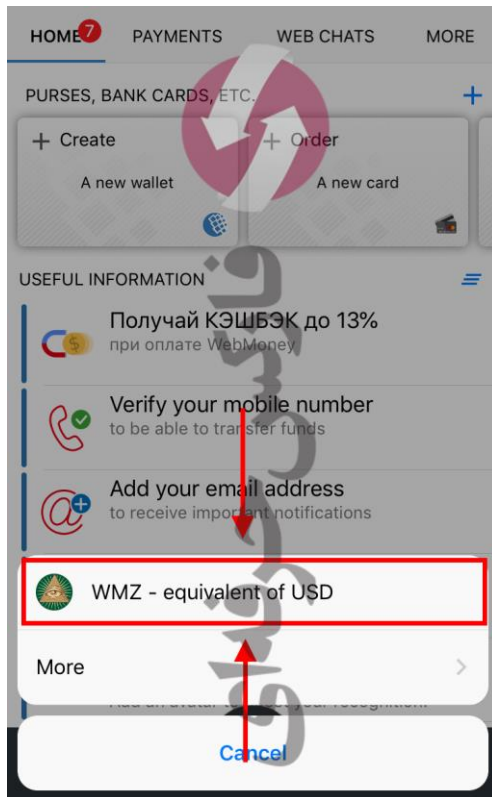 HOME 7 PAYMENTS WEB CHATS MORE
PURSES, BANK CARDS, ETC.
Create
Order
A new wallet
A new card
USEFUL INFORMATION
Получай КЭШБЭК до 13%
при оплате WebMoney
Verify your mobile number
to be able to transfer funds
Add your email address
to receive important notifications
WMZ - equivalent of USD
More
Cancel